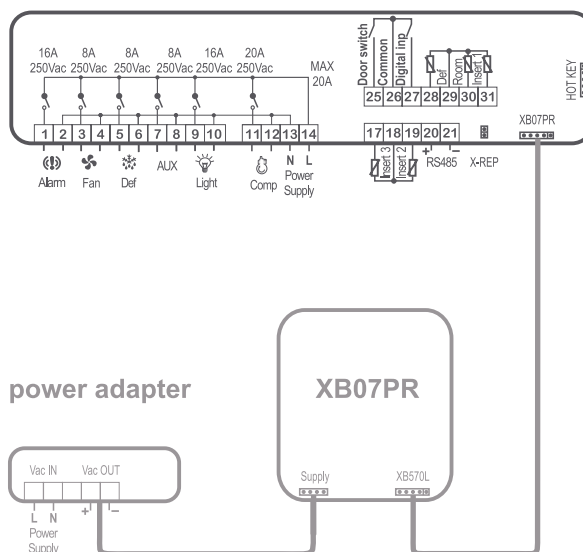 16A 8A 8A 8A 16A 20A
250Vac 250Vac 250Vac 250Vac 250Vac 250Vac
MAX
20A
Door switch
Common
Digital inp
Def
Room
Insert1
HOT KEY
25 26 27 28 29 30 31
XB07PR
1 2 3 4 5 6 7 8 9 10 11 12 13 14
17 18 19 20 21
Alarm Fan Def AUX Light Comp N L
Power
Supply
Insert 3
Insert 2
+ −
RS485 X-REP
power adapter
XB07PR
Vac IN Vac OUT
L N + −
Power
Supply
Supply XB570L